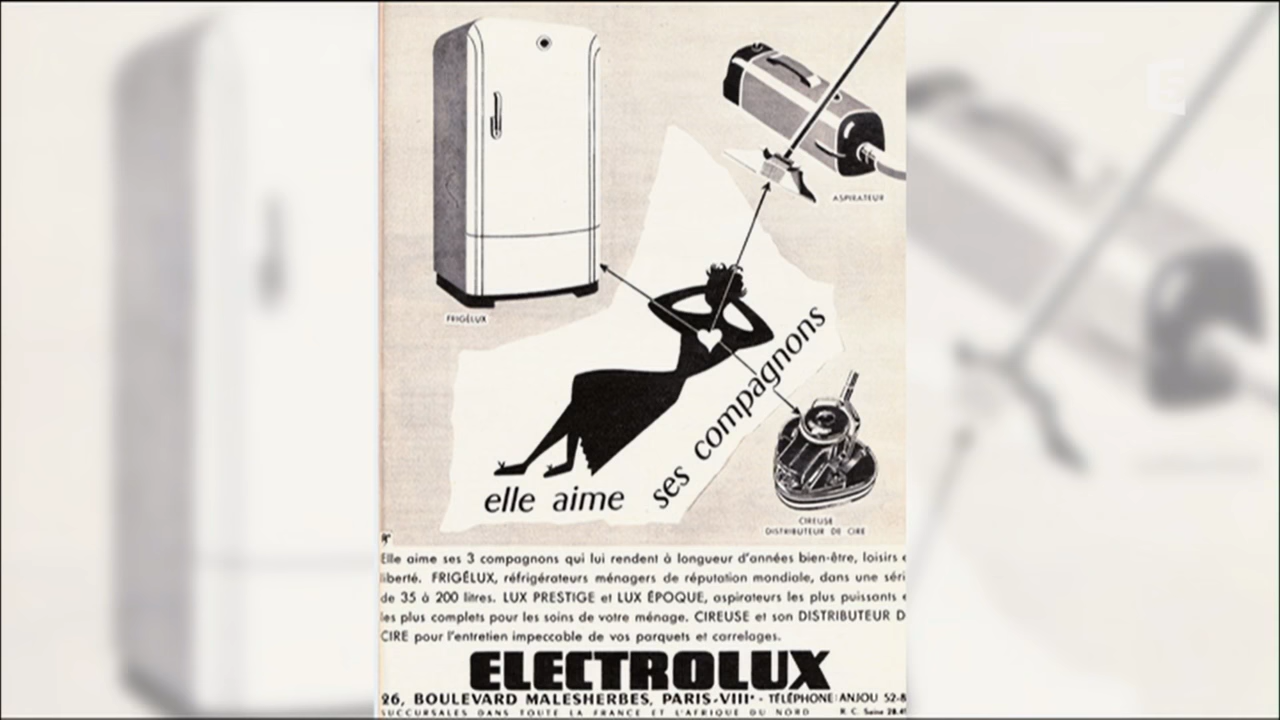 ASPIRATEUR
FRIGÉLUX
elle aime ses compagnons
CIREUSE
DISTRIBUTEUR DE CIRE
Elle aime ses 3 compagnons qui lui rendent à longueur d'années bien-être, loisirs e
liberté. FRIGÉLUX, réfrigérateurs ménagers de réputation mondiale, dans une séri
de 35 à 200 litres. LUX PRESTIGE et LUX ÉPOQUE, aspirateurs les plus puissants e
les plus complets pour les soins de votre ménage. CIREUSE et son DISTRIBUTEUR D
CIRE pour l'entretien impeccable de vos parquets et carrelages.
ELECTROLUX
26, BOULEVARD MALESHERBES, PARIS-VIIIe - TÉLÉPHONE : ANJOU 52-8
SUCCURSALES DANS TOUTE LA FRANCE ET L'AFRIQUE DU NORD R. C. Seine